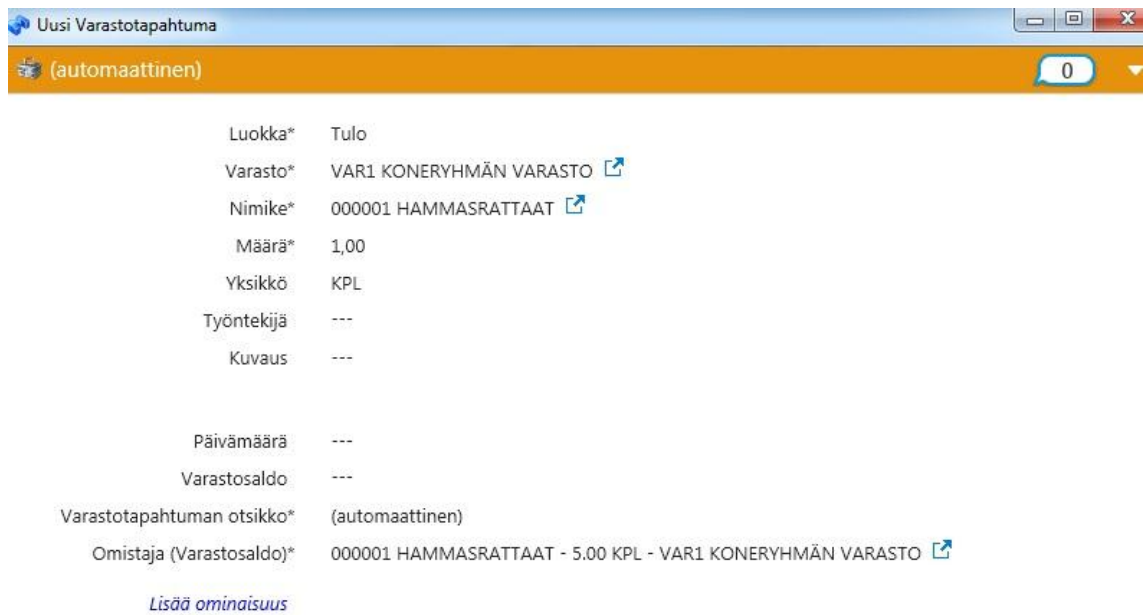 Uusi Varastotapahtuma
(automaattinen) 0
Luokka* Tulo
Varasto* VAR1 KONERYHMÄN VARASTO
Nimike* 000001 HAMMASRATTAAT
Määrä* 1,00
Yksikkö KPL
Työntekijä ---
Kuvaus ---
Päivämäärä ---
Varastosaldo ---
Varastotapahtuman otsikko* (automaattinen)
Omistaja (Varastosaldo)* 000001 HAMMASRATTAAT - 5.00 KPL - VAR1 KONERYHMÄN VARASTO
Lisää ominaisuus